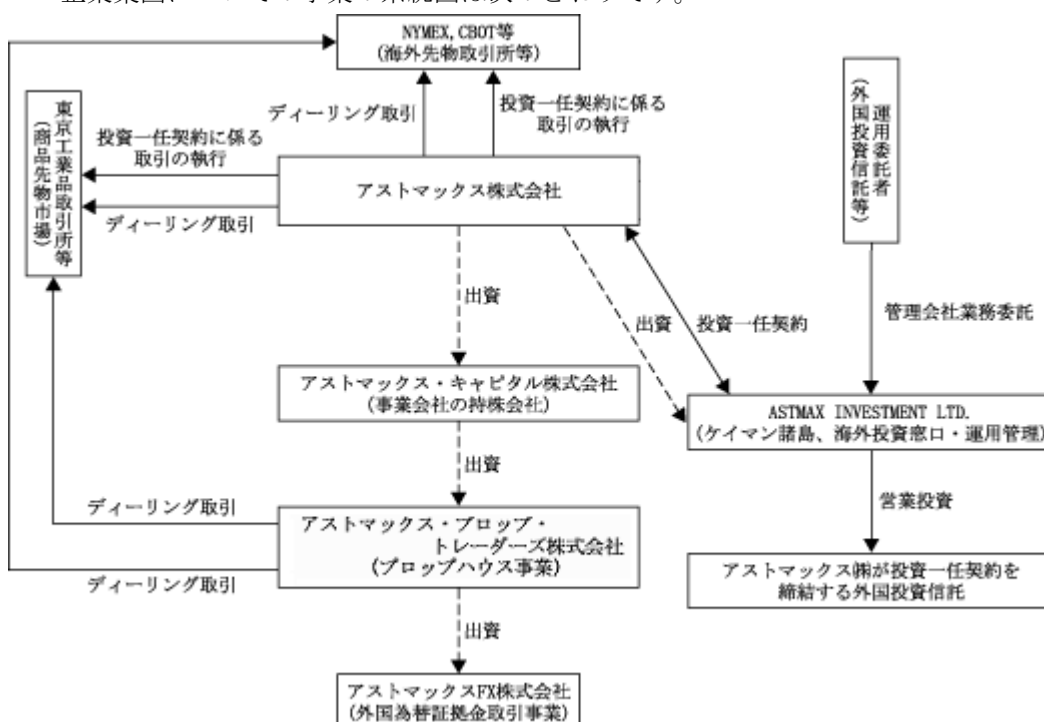 NYMEX, CBOT等
(海外先物取引所等)
ディーリング取引
投資一任契約に係る
取引の執行
東京工業品取引所等
(商品先物市場)
投資一任契約に係る
取引の執行
ディーリング取引
アストマックス株式会社
運用委託者
(外国投資信託等)
出資
出資
投資一任契約
管理会社業務委託
アストマックス・キャピタル株式会社
(事業会社の持株会社)
ASTMAX INVESTMENT LTD.
(ケイマン諸島、海外投資窓口・運用管理)
出資
営業投資
ディーリング取引
アストマックス・プロップ・
トレーダーズ株式会社
(プロップハウス事業)
ディーリング取引
アストマックス㈱が投資一任契約を
締結する外国投資信託
出資
アストマックスFX株式会社
(外国為替証拠金取引事業)